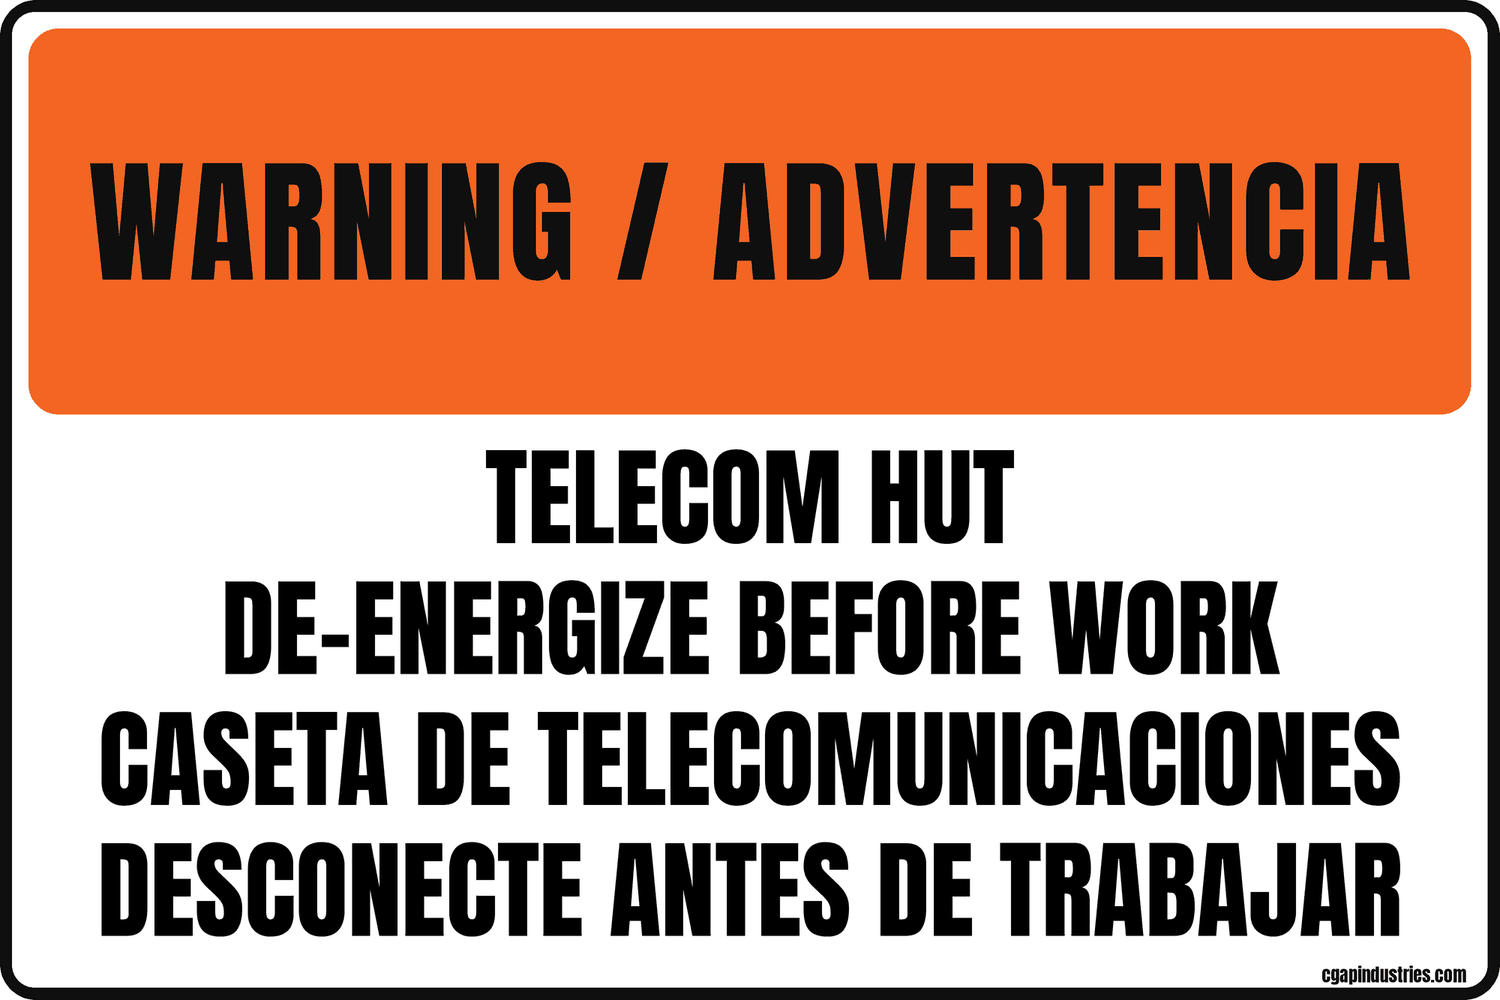 WARNING / ADVERTENCIA
TELECOM HUT
DE-ENERGIZE BEFORE WORK
CASETA DE TELECOMUNICACIONES
DESCONECTE ANTES DE TRABAJAR
cgapindustries.com